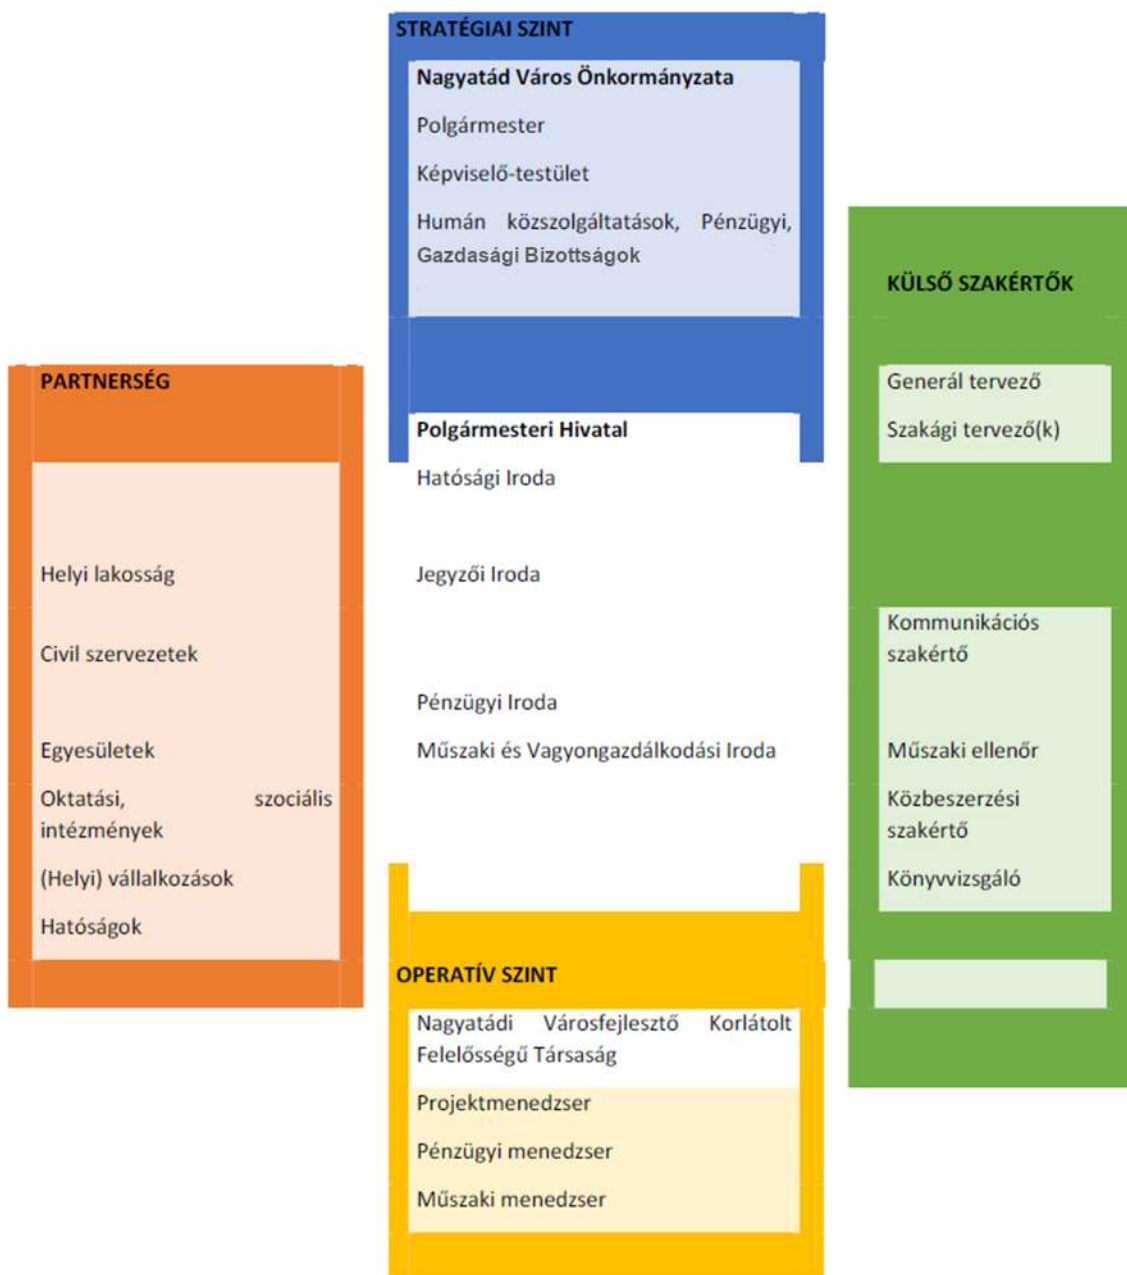 STRATÉGIAI SZINT
Nagyatád Város Önkormányzata
Polgármester
Képviselő-testület
Humán közszolgáltatások, Pénzügyi,
Gazdasági Bizottságok
PARTNERSÉG
Helyi lakosság
Civil szervezetek
Egyesületek
Oktatási, szociális
intézmények
(Helyi) vállalkozások
Hatóságok
Polgármesteri Hivatal
Hatósági Iroda
Jegyzői Iroda
Pénzügyi Iroda
Műszaki és Vagyongazdálkodási Iroda
KÜLSŐ SZAKÉRTŐK
Generál tervező
Szakági tervező(k)
Kommunikációs
szakértő
Műszaki ellenőr
Közbeszerzési
szakértő
Könyvvizsgáló
OPERATÍV SZINT
Nagyatádi Városfejlesztő Korlátolt
Felelősségű Társaság
Projektmenedzser
Pénzügyi menedzser
Műszaki menedzser